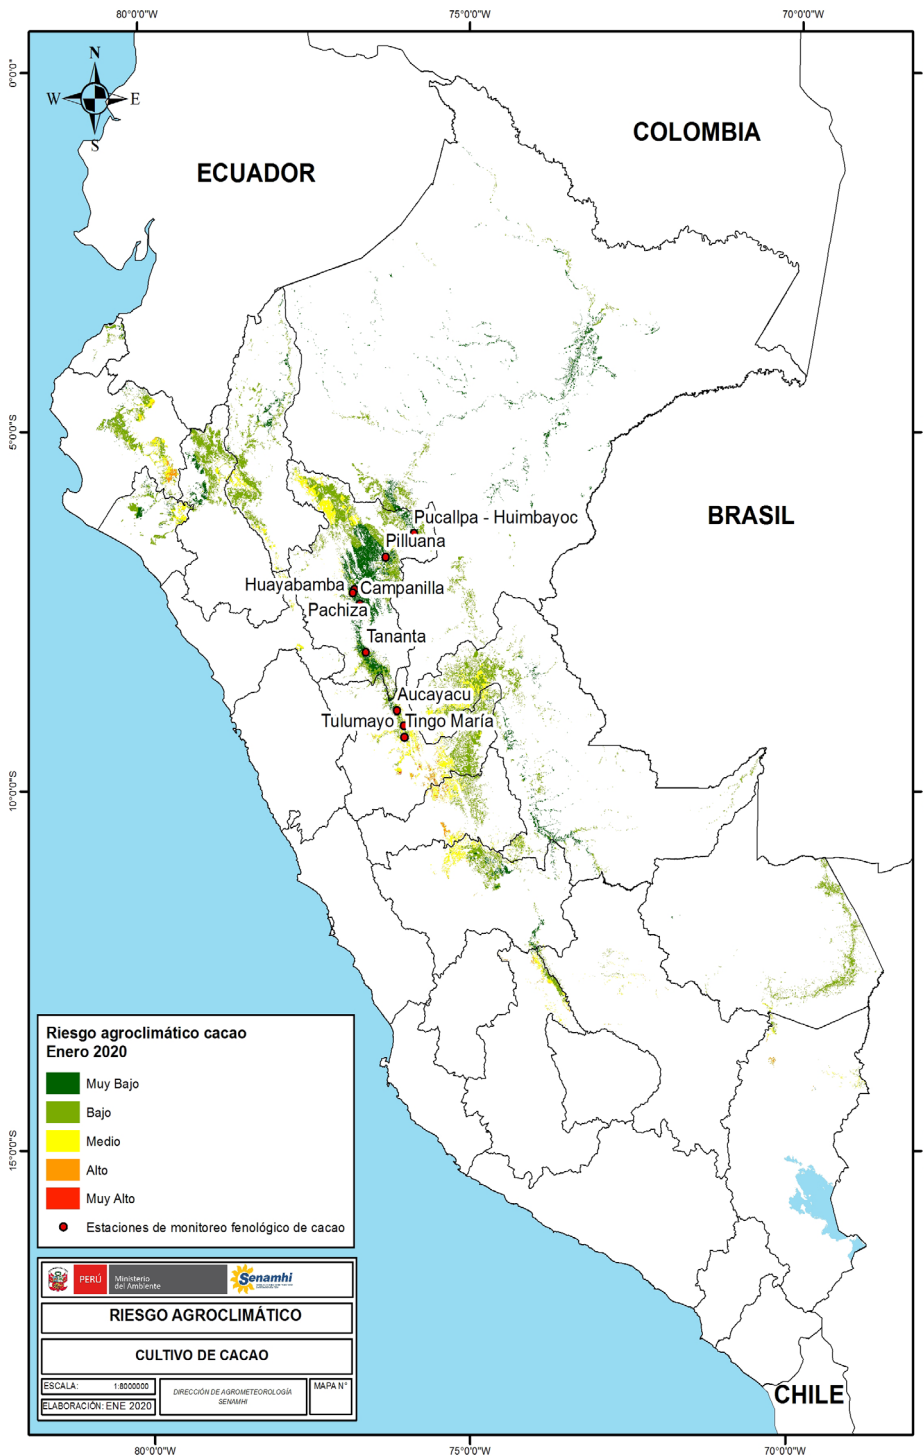 80°0'0"W
75°0'0"W
70°0'0"W
0°0'0"
5°0'0"S
10°0'0"S
15°0'0"S
N
W
E
S
COLOMBIA
ECUADOR
BRASIL
Pucallpa - Huimbayoc
Pilluana
Huayabamba
Campanilla
Pachiza
Tananta
Aucayacu
Tulumayo
Tingo María
CHILE
Riesgo agroclimático cacao
Enero 2020
Muy Bajo
Bajo
Medio
Alto
Muy Alto
Estaciones de monitoreo fenológico de cacao
PERÚ
Ministerio
del Ambiente
Senamhi
RIESGO AGROCLIMÁTICO
CULTIVO DE CACAO
ESCALA: 1:8000000
ELABORACIÓN: ENE 2020
DIRECCIÓN DE AGROMETEOROLOGÍA
SENAMHI
MAPA N°
80°0'0"W
75°0'0"W
70°0'0"W